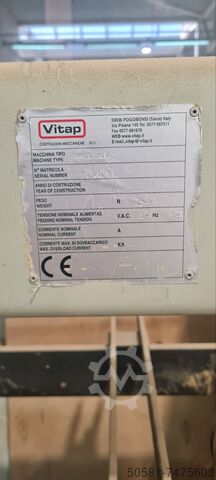 Vitap
COSTRUZIONI MECCANICHE S.r.l.
53036 POGGIBONSI (Siena) Italy
Via Pisana 149 Tel. 0577-987511
Fax 0577-981670
WEB www.vitap.it
E.mail,vitap@vitap.it
MACCHINA TIPO
MACHINE TYPE
N° MATRICOLA
SERIAL NUMBER
ANNO DI COSTRUZIONE
YEAR OF CONSTRUCTION
PESO
WEIGHT
N
TENSIONE NOMINALE ALIMENTAZ.
FEEDING NOMINAL TENSION
V.A.C.
Hz
CORRENTE NOMINALE
NOMINAL CURRENT
A
CORRENTE MAX. DI SOVRACCARICO
MAX. OVERLOAD CURRENT
KA
CE
50581-7475603